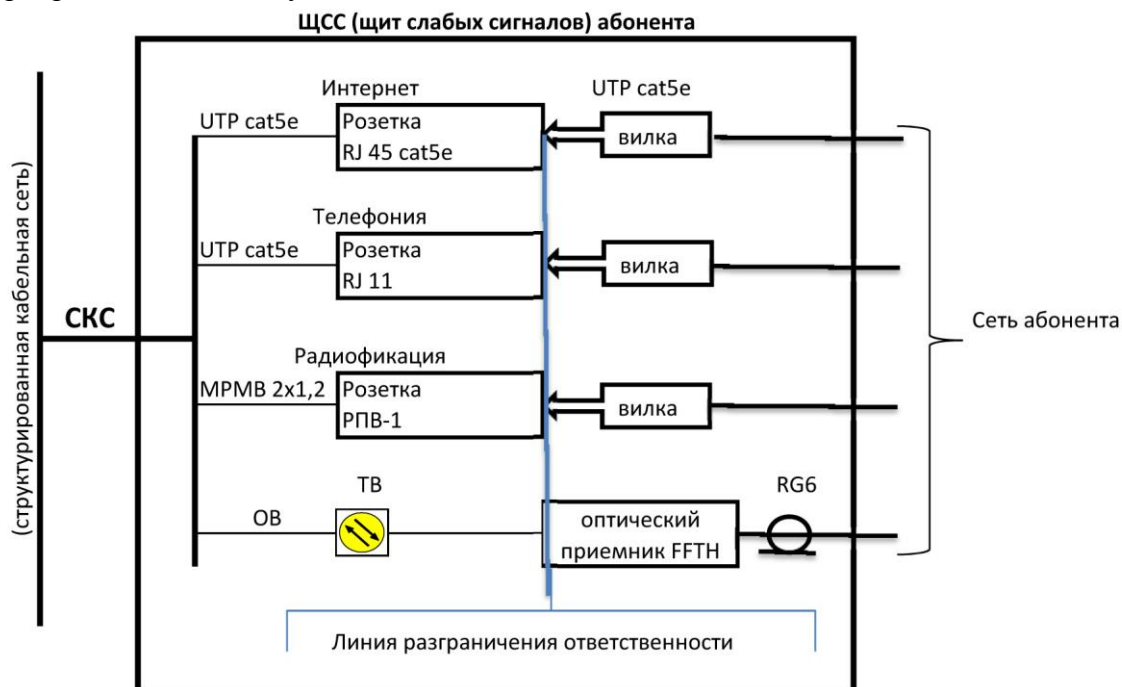 ЩСС (щит слабых сигналов) абонента
Интернет
UTP cat5e
UTP cat5e
Розетка
RJ 45 cat5e
вилка
Телефония
UTP cat5e
Розетка
RJ 11
вилка
(структурированная кабельная сеть)
СКС
Сеть абонента
Радиофикация
МРМВ 2х1,2
Розетка
РПВ-1
вилка
ТВ
RG6
ОВ
оптический
приемник FFTH
Линия разграничения ответственности